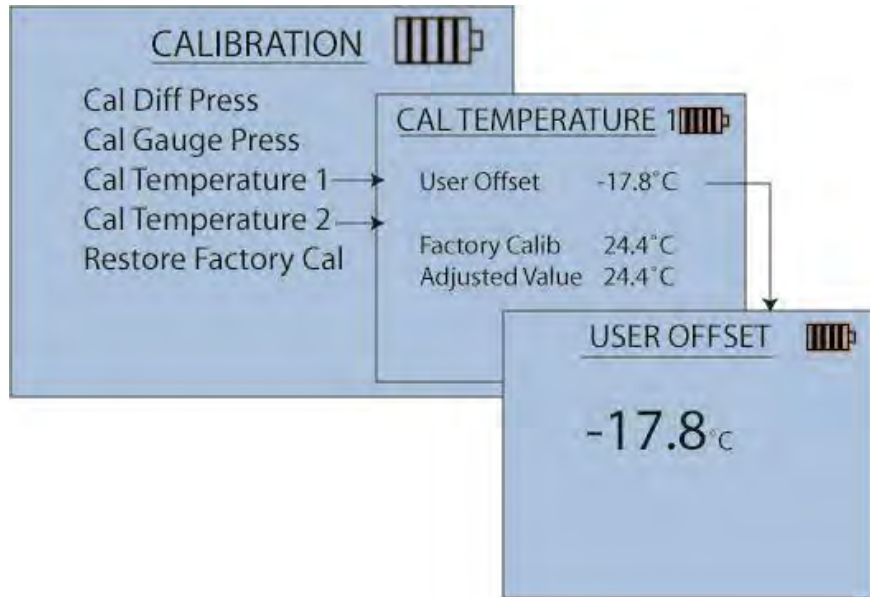 CALIBRATION
Cal Diff Press
Cal Gauge Press
Cal Temperature 1
Cal Temperature 2
Restore Factory Cal
CAL TEMPERATURE 1
User Offset -17.8°C
Factory Calib 24.4°C
Adjusted Value 24.4°C
USER OFFSET
-17.8°C